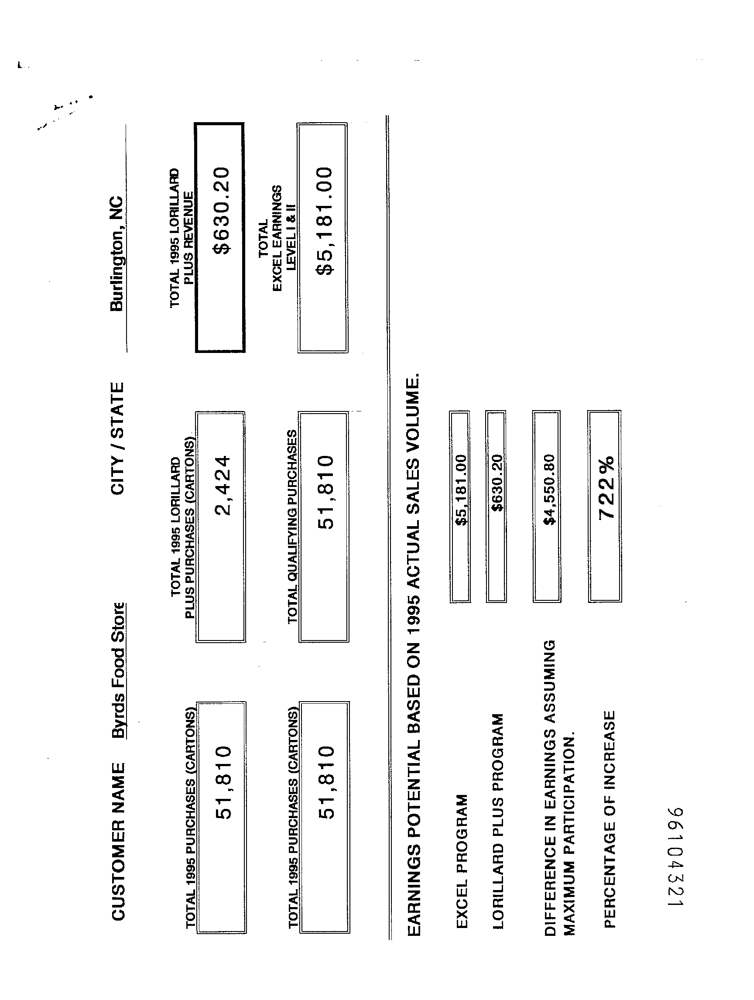 CUSTOMER NAME Byrds Food Store CITY / STATE Burlington, NC
TOTAL 1995 PURCHASES (CARTONS)
51,810
TOTAL 1995 LORILLARD
PLUS PURCHASES (CARTONS)
2,424
TOTAL 1995 LORILLARD
PLUS REVENUE
$630.20
TOTAL 1995 PURCHASES (CARTONS)
51,810
TOTAL QUALIFYING PURCHASES
51,810
TOTAL
EXCEL EARNINGS
LEVEL I & II
$5,181.00
EARNINGS POTENTIAL BASED ON 1995 ACTUAL SALES VOLUME.
EXCEL PROGRAM $5,181.00
LORILLARD PLUS PROGRAM $630.20
DIFFERENCE IN EARNINGS ASSUMING
MAXIMUM PARTICIPATION. $4,550.80
PERCENTAGE OF INCREASE 722%
96104321